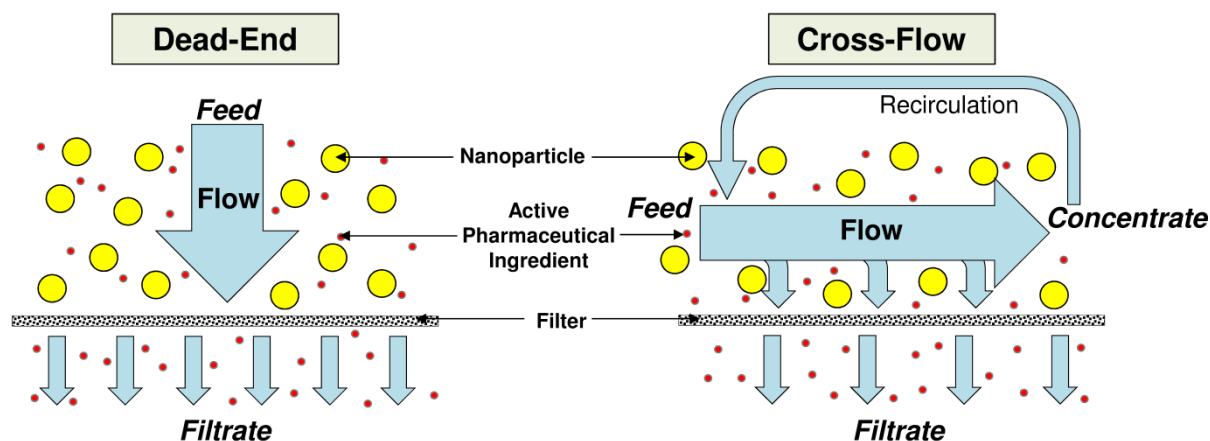 Dead-End
Cross-Flow
Feed
Recirculation
Nanoparticle
Flow
Active
Pharmaceutical
Ingredient
Feed
Flow
Concentrate
Filter
Filtrate
Filtrate